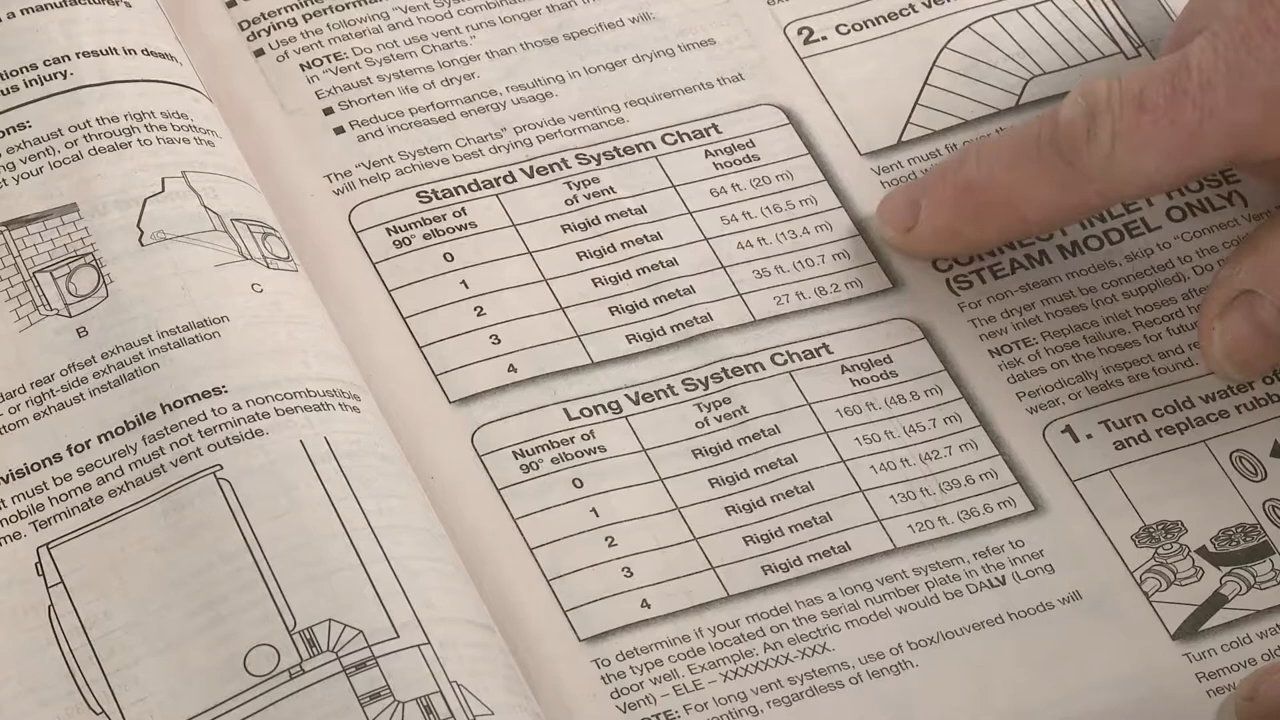 a manufacturer's
tions can result in death,
us injury.
ons:
exhaust out the right side,
ng vent), or through the bottom.
ct your local dealer to have the
B
C
dard rear offset exhaust installation
- or right-side exhaust installation
ttom exhaust installation
visions for mobile homes:
t must be securely fastened to a noncombustible
mobile home and must not terminate beneath the
me. Terminate exhaust vent outside.
Determine
drying performa
■ Use the following "Vent Sys
of vent material and hood combina
NOTE: Do not use vent runs longer than
in "Vent System Charts."
Exhaust systems longer than those specified will:
■ Shorten life of dryer.
■ Reduce performance, resulting in longer drying times
and increased energy usage.
The "Vent System Charts" provide venting requirements that
will help achieve best drying performance.
Standard Vent System Chart
Number of
90° elbows
Type
of vent
Angled
hoods
0 Rigid metal 64 ft. (20 m)
1 Rigid metal 54 ft. (16.5 m)
2 Rigid metal 44 ft. (13.4 m)
3 Rigid metal 35 ft. (10.7 m)
4 Rigid metal 27 ft. (8.2 m)
Long Vent System Chart
Number of
90° elbows
Type
of vent
Angled
hoods
0 Rigid metal 160 ft. (48.8 m)
1 Rigid metal 150 ft. (45.7 m)
2 Rigid metal 140 ft. (42.7 m)
3 Rigid metal 130 ft. (39.6 m)
4 Rigid metal 120 ft. (36.6 m)
To determine if your model has a long vent system, refer to
the type code located on the serial number plate in the inner
door well. Example: An electric model would be DALV (Long
Vent) – ELE – XXXXXXX-XXX.
NOTE: For long vent systems, use of box/louvered hoods will
venting, regardless of length.
2. Connect ven
Vent must fit over the
hood
CONNECT INLET HOSE
(STEAM MODEL ONLY)
For non-steam models, skip to "Connect Vent
The dryer must be connected to the col
new inlet hoses (not supplied). Do n
NOTE: Replace inlet hoses afte
risk of hose failure. Record h
dates on the hoses for futur
Periodically inspect and re
wear, or leaks are found.
1. Turn cold water of
and replace rubb
Turn cold wa
Remove old
new